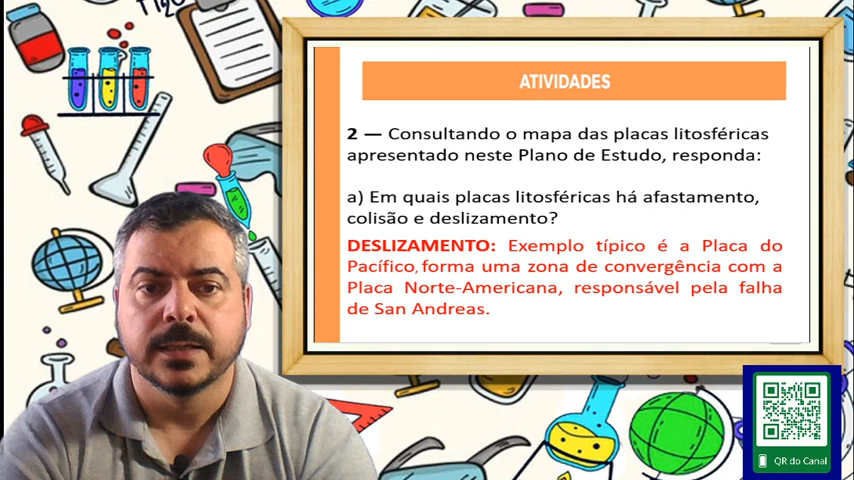 H20
ATIVIDADES
2 — Consultando o mapa das placas litosféricas
apresentado neste Plano de Estudo, responda:
a) Em quais placas litosféricas há afastamento,
colisão e deslizamento?
DESLIZAMENTO: Exemplo típico é a Placa do
Pacífico, forma uma zona de convergência com a
Placa Norte-Americana, responsável pela falha
de San Andreas.
QR do Canal